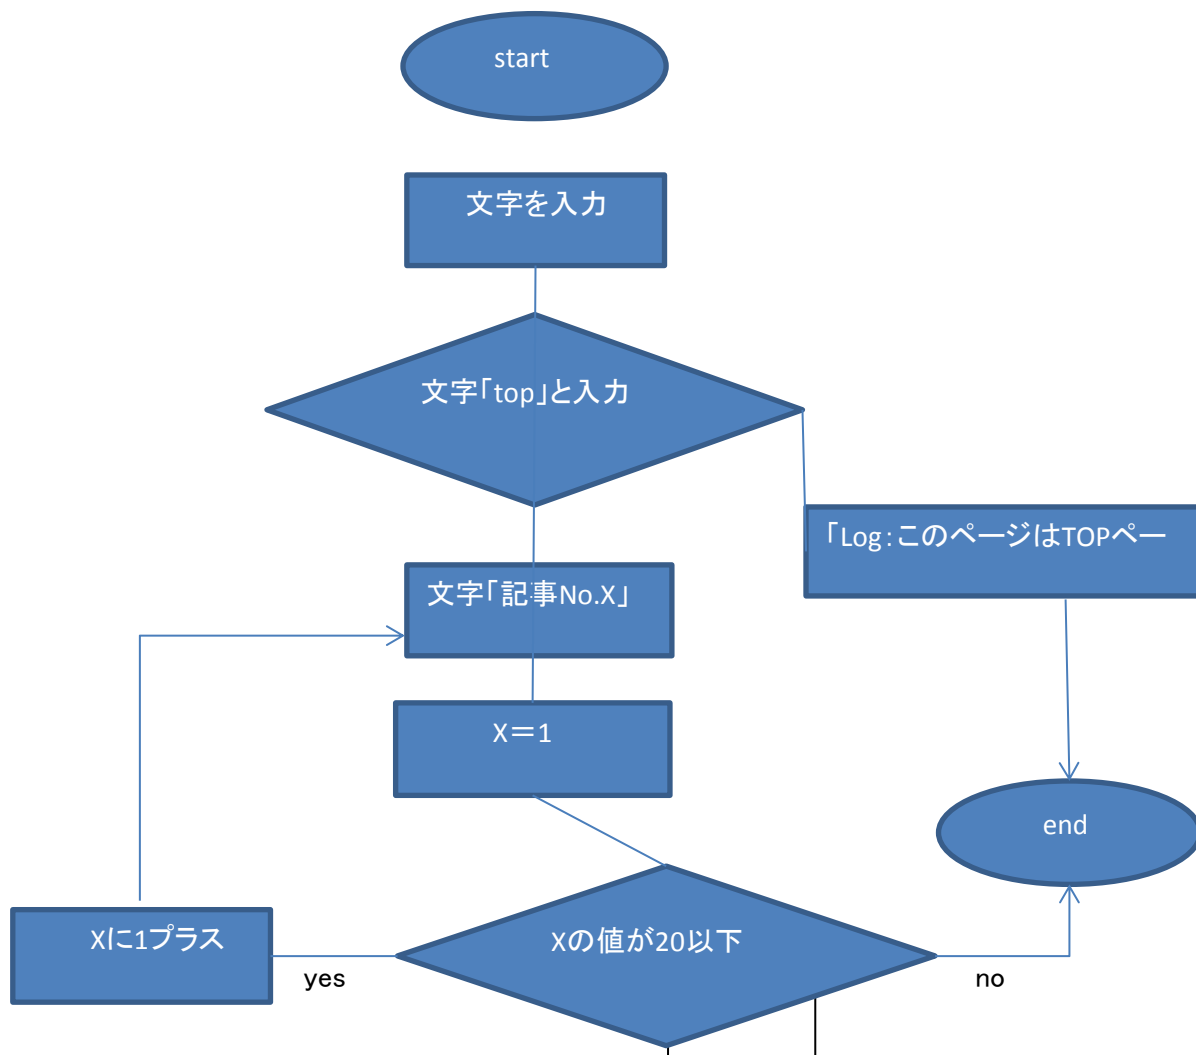 start
文字を入力
文字「top」と入力
「Log：このページはTOPペー
文字「記事No.X」
X＝1
end
Xに1プラス
Xの値が20以下
yes
no